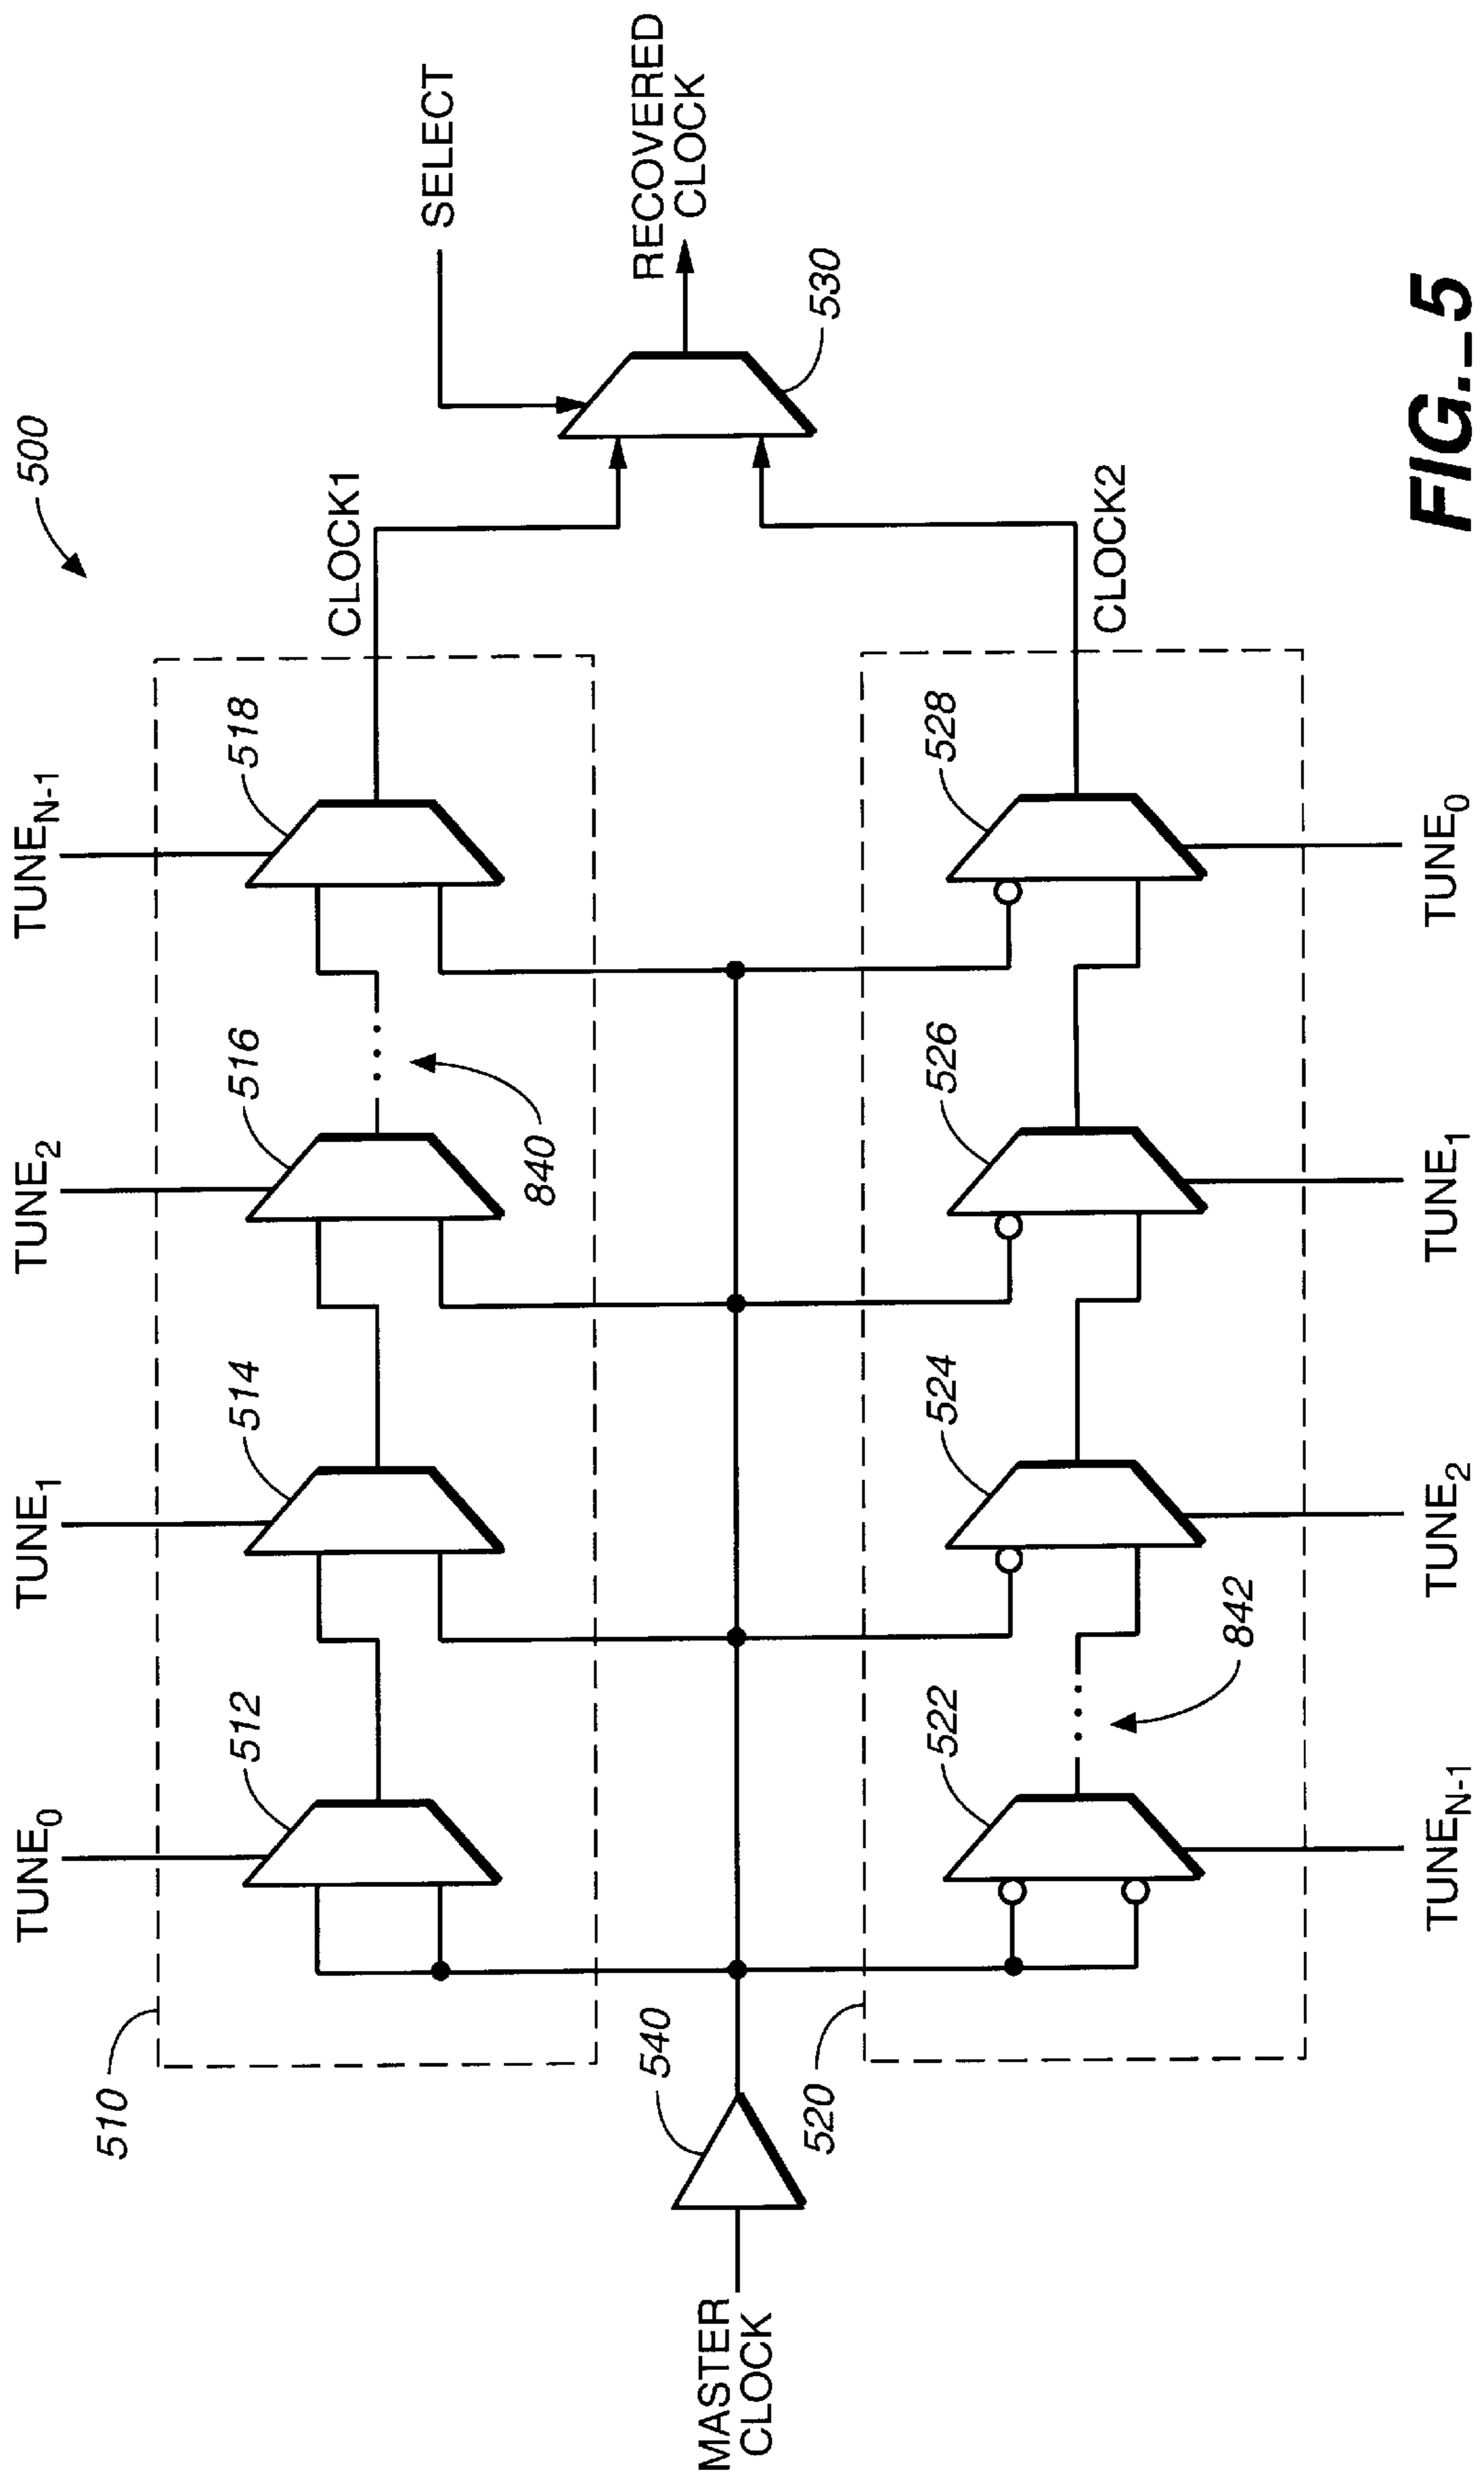 500
TUNE0
TUNE1
TUNE2
TUNEN-1
510
512
514
516
518
840
CLOCK1
SELECT
MASTER
CLOCK
540
RECOVERED
CLOCK
530
520
522
524
526
528
842
CLOCK2
TUNEN-1
TUNE2
TUNE1
TUNE0
FIG._5